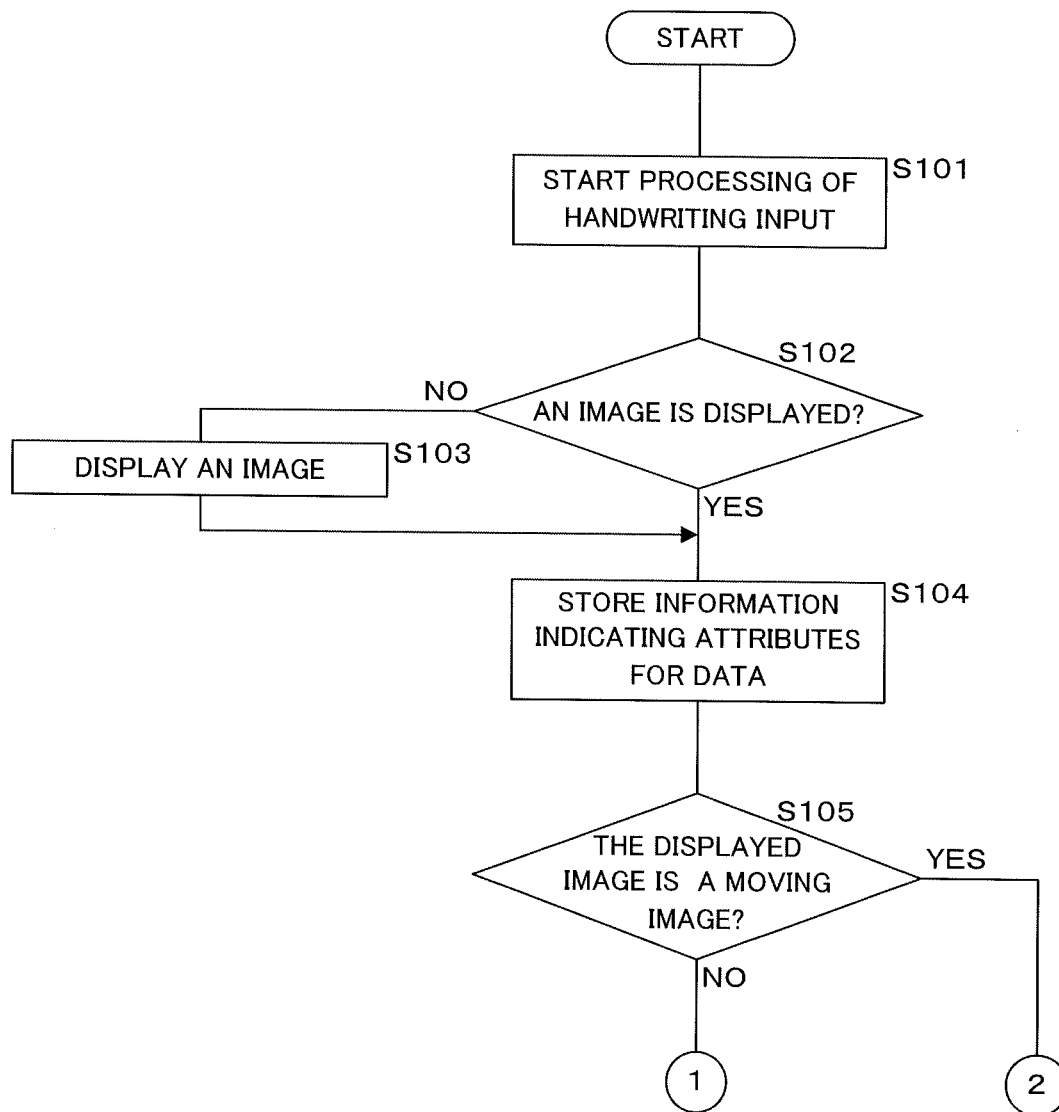 START
S101
START PROCESSING OF
HANDWRITING INPUT
S102
NO
AN IMAGE IS DISPLAYED?
S103
DISPLAY AN IMAGE
YES
S104
STORE INFORMATION
INDICATING ATTRIBUTES
FOR DATA
S105
THE DISPLAYED
IMAGE IS A MOVING
IMAGE?
YES
NO
1
2